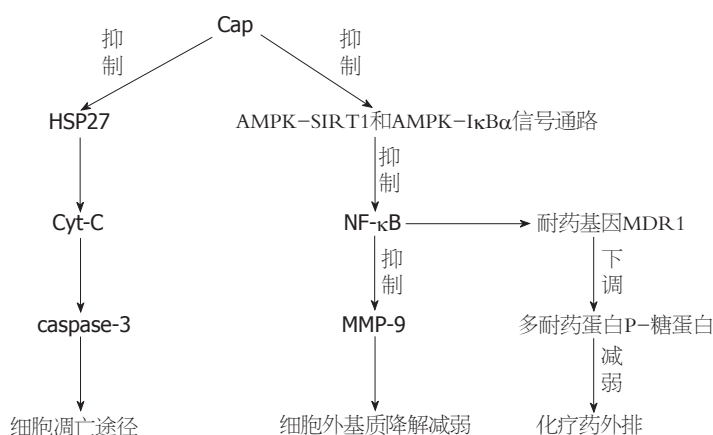 Cap
抑制
抑制
HSP27
AMPK-SIRT1和AMPK-IκBα信号通路
抑制
Cyt-C
NF-κB
耐药基因MDR1
抑制
下调
caspase-3
MMP-9
多耐药蛋白P-糖蛋白
减弱
细胞凋亡途径
细胞外基质降解减弱
化疗药外排